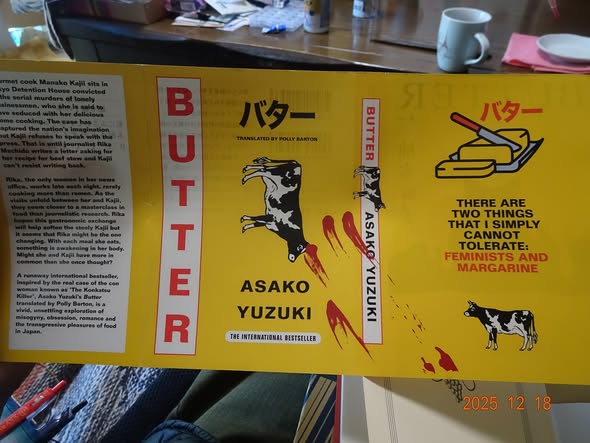 urmet cook Manako Kajii sits in
yo Detention House convicted
the serial murders of lonely
sinessmen, who she is said to
ve seduced with her delicious
ome cooking. The case has
aptured the nation's imagination
ut Kajii refuses to speak with the
press. That is until journalist Rika
Machida writes a letter asking for
her recipe for beef stew and Kajii
can't resist writing back.
Rika, the only woman in her news
office, works late each night, rarely
cooking more than ramen. As the
visits unfold between her and Kajii,
they seem closer to a masterclass in
food than journalistic research. Rika
hopes this gastronomic exchange
will help soften the steely Kajii but
it seems that Rika might be the one
changing. With each meal she eats,
something is awakening in her body.
Might she and Kajii have more in
common than she once thought?
A runaway international bestseller,
inspired by the real case of the con
woman known as 'The Konkatsu
Killer', Asako Yuzuki's Butter
translated by Polly Barton, is a
vivid, unsettling exploration of
misogyny, obsession, romance and
the transgressive pleasures of food
in Japan.
BUTTER
バター
TRANSLATED BY POLLY BARTON
ASAKO
YUZUKI
THE INTERNATIONAL BESTSELLER
BUTTER
ASAKO YUZUKI
バター
THERE ARE
TWO THINGS
THAT I SIMPLY
CANNOT
TOLERATE:
FEMINISTS AND
MARGARINE
2025 12 18